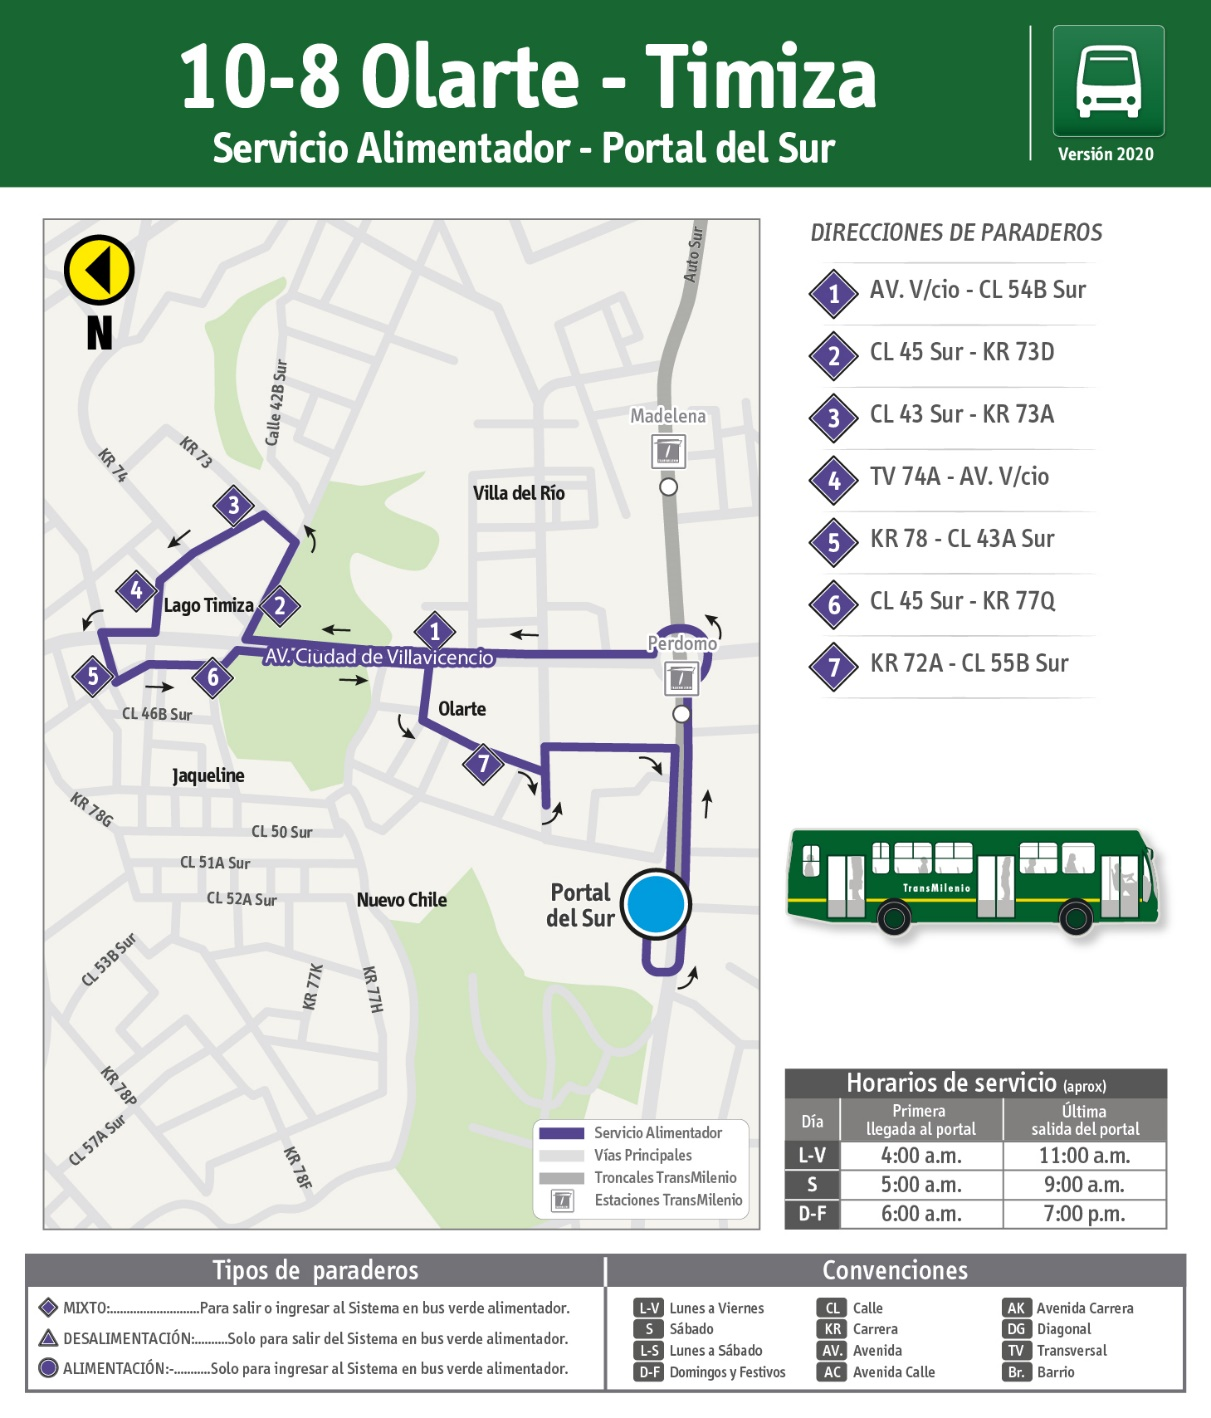 10-8 Olarte - Timiza
Servicio Alimentador - Portal del Sur
Versión 2020
N
Auto Sur
Calle 42B Sur
Madelena
KR 73
KR 74
Villa del Río
3
4
Lago Timiza
2
1
Perdomo
AV. Ciudad de Villavicencio
5
6
CL 46B Sur
Olarte
7
Jaqueline
KR 78G
CL 50 Sur
CL 51A Sur
CL 52A Sur
Nuevo Chile
Portal
del Sur
CL 53B Sur
KR 77K
KR 77H
KR 78P
CL 57A Sur
KR 78F
Servicio Alimentador
Vías Principales
Troncales TransMilenio
Estaciones TransMilenio
DIRECCIONES DE PARADEROS
1 AV. V/cio - CL 54B Sur
2 CL 45 Sur - KR 73D
3 CL 43 Sur - KR 73A
4 TV 74A - AV. V/cio
5 KR 78 - CL 43A Sur
6 CL 45 Sur - KR 77Q
7 KR 72A - CL 55B Sur
TransMilenio
Horarios de servicio (aprox)
Día Primera llegada al portal Última salida del portal
L-V 4:00 a.m. 11:00 a.m.
S 5:00 a.m. 9:00 a.m.
D-F 6:00 a.m. 7:00 p.m.
Tipos de paraderos
MIXTO:...........................Para salir o ingresar al Sistema en bus verde alimentador.
DESALIMENTACIÓN:..........Solo para salir del Sistema en bus verde alimentador.
ALIMENTACIÓN:-...........Solo para ingresar al Sistema en bus verde alimentador.
Convenciones
L-V Lunes a Viernes CL Calle AK Avenida Carrera
S Sábado KR Carrera DG Diagonal
L-S Lunes a Sábado AV. Avenida TV Transversal
D-F Domingos y Festivos AC Avenida Calle Br. Barrio